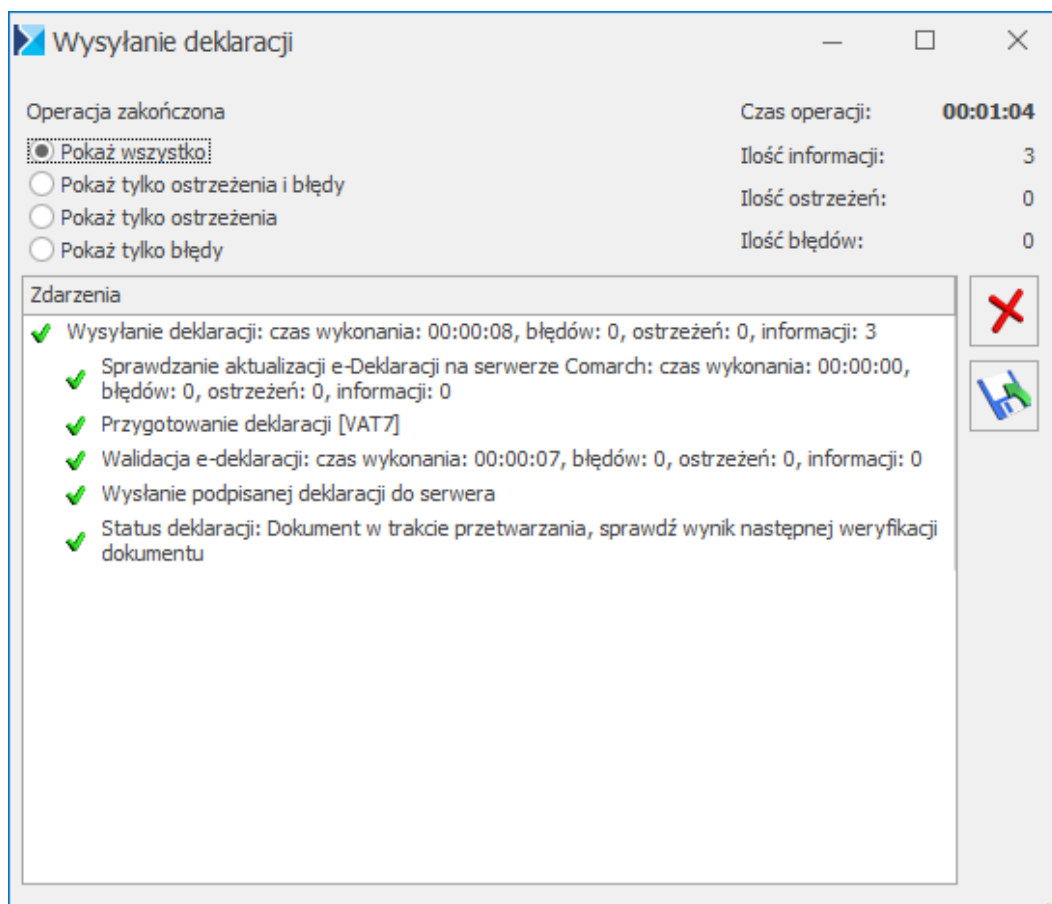 Wysyłanie deklaracji
Operacja zakończona
Czas operacji: 00:01:04
Pokaż wszystko
Ilość informacji: 3
Pokaż tylko ostrzeżenia i błędy
Ilość ostrzeżeń: 0
Pokaż tylko ostrzeżenia
Ilość błędów: 0
Pokaż tylko błędy
Zdarzenia
Wysyłanie deklaracji: czas wykonania: 00:00:08, błędów: 0, ostrzeżeń: 0, informacji: 3
Sprawdzanie aktualizacji e-Deklaracji na serwerze Comarch: czas wykonania: 00:00:00,
błędów: 0, ostrzeżeń: 0, informacji: 0
Przygotowanie deklaracji [VAT7]
Walidacja e-deklaracji: czas wykonania: 00:00:07, błędów: 0, ostrzeżeń: 0, informacji: 0
Wysłanie podpisanej deklaracji do serwera
Status deklaracji: Dokument w trakcie przetwarzania, sprawdź wynik następnej weryfikacji
dokumentu